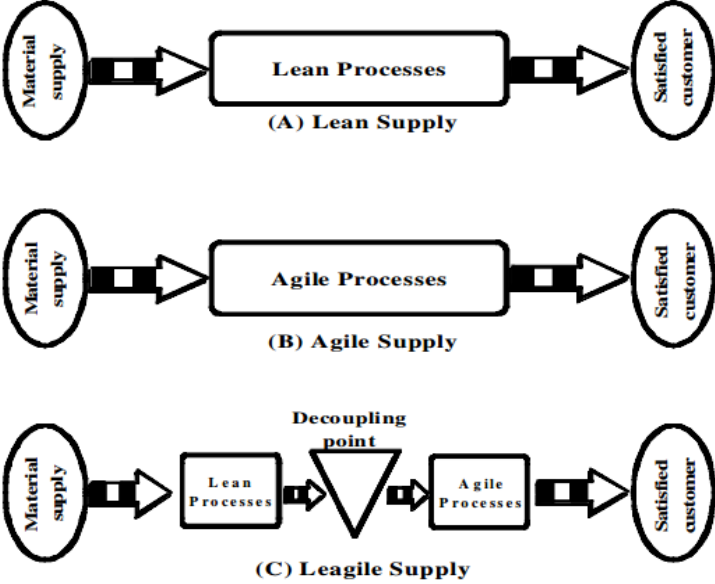 Material
supply
Lean Processes
Satisfied
customer
(A) Lean Supply
Material
supply
Agile Processes
Satisfied
customer
(B) Agile Supply
Decoupling
point
Material
supply
Lean
Processes
Agile
Processes
Satisfied
customer
(C) Leagile Supply